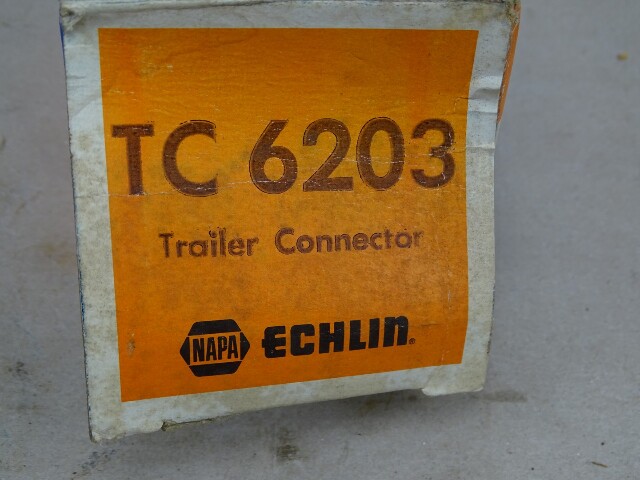 TC 6203
Trailer Connector
NAPA ECHLIN®